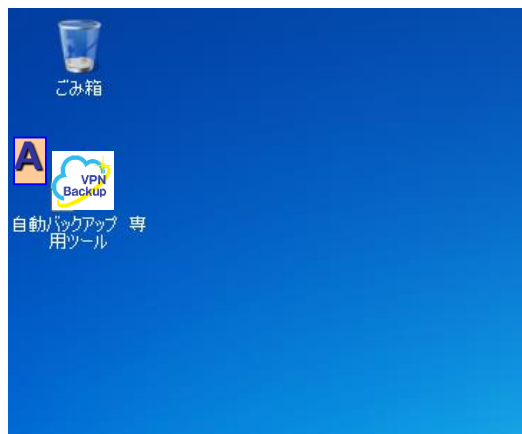 ごみ箱
A
VPN
Backup
自動バックアップ 専
用ツール